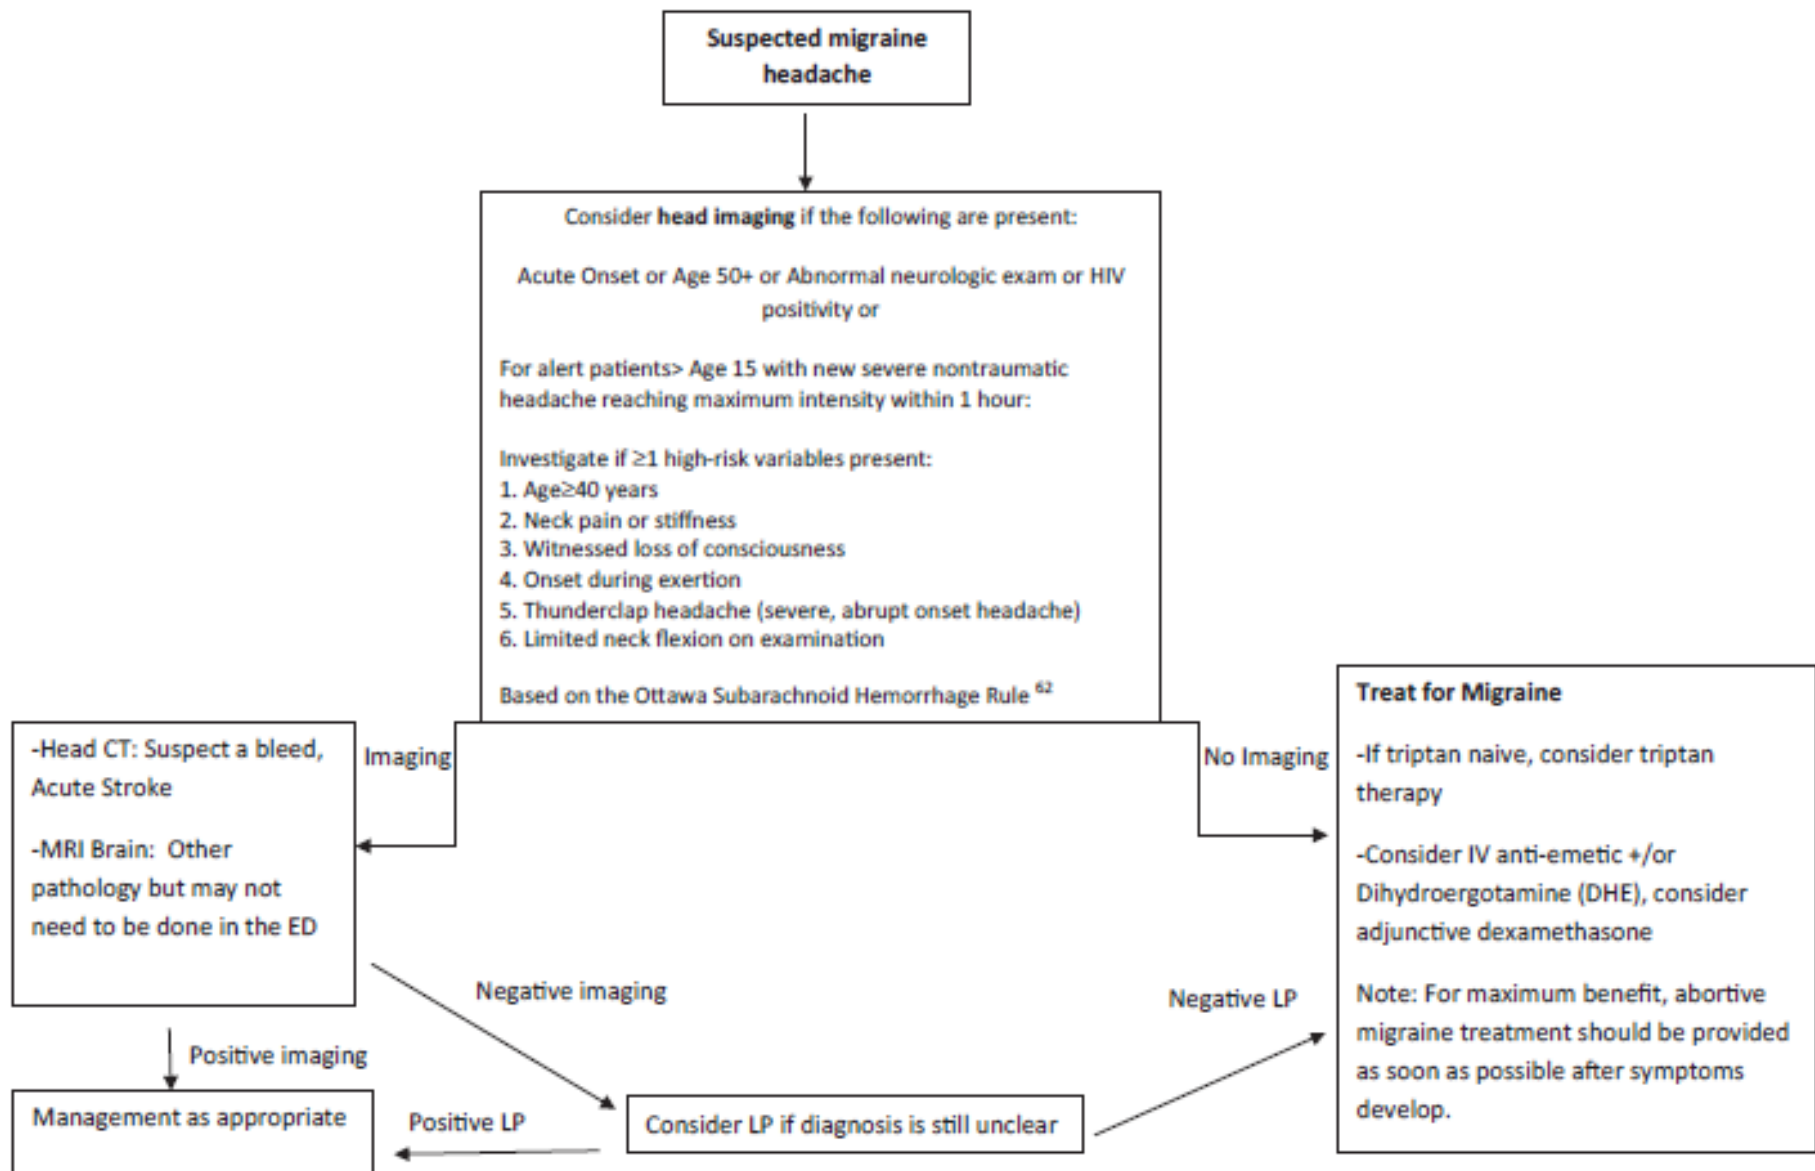 Suspected migraine
headache
Consider head imaging if the following are present:
Acute Onset or Age 50+ or Abnormal neurologic exam or HIV
positivity or
For alert patients> Age 15 with new severe nontraumatic
headache reaching maximum intensity within 1 hour:
Investigate if ≥1 high-risk variables present:
1. Age≥40 years
2. Neck pain or stiffness
3. Witnessed loss of consciousness
4. Onset during exertion
5. Thunderclap headache (severe, abrupt onset headache)
6. Limited neck flexion on examination
Based on the Ottawa Subarachnoid Hemorrhage Rule 62
Imaging
No Imaging
-Head CT: Suspect a bleed,
Acute Stroke
-MRI Brain: Other
pathology but may not
need to be done in the ED
Treat for Migraine
-If triptan naive, consider triptan
therapy
-Consider IV anti-emetic +/or
Dihydroergotamine (DHE), consider
adjunctive dexamethasone
Note: For maximum benefit, abortive
migraine treatment should be provided
as soon as possible after symptoms
develop.
Negative imaging
Negative LP
Positive imaging
Management as appropriate
Positive LP
Consider LP if diagnosis is still unclear